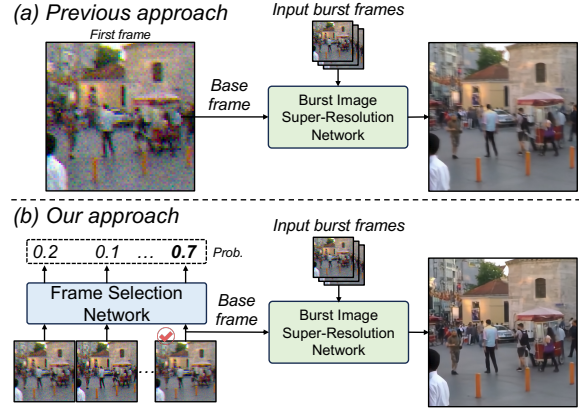 (a) Previous approach
First frame
Input burst frames
Base
frame
Burst Image
Super-Resolution
Network
(b) Our approach
0.2 0.1 ... 0.7 Prob.
Frame Selection
Network
...
Input burst frames
Base
frame
Burst Image
Super-Resolution
Network